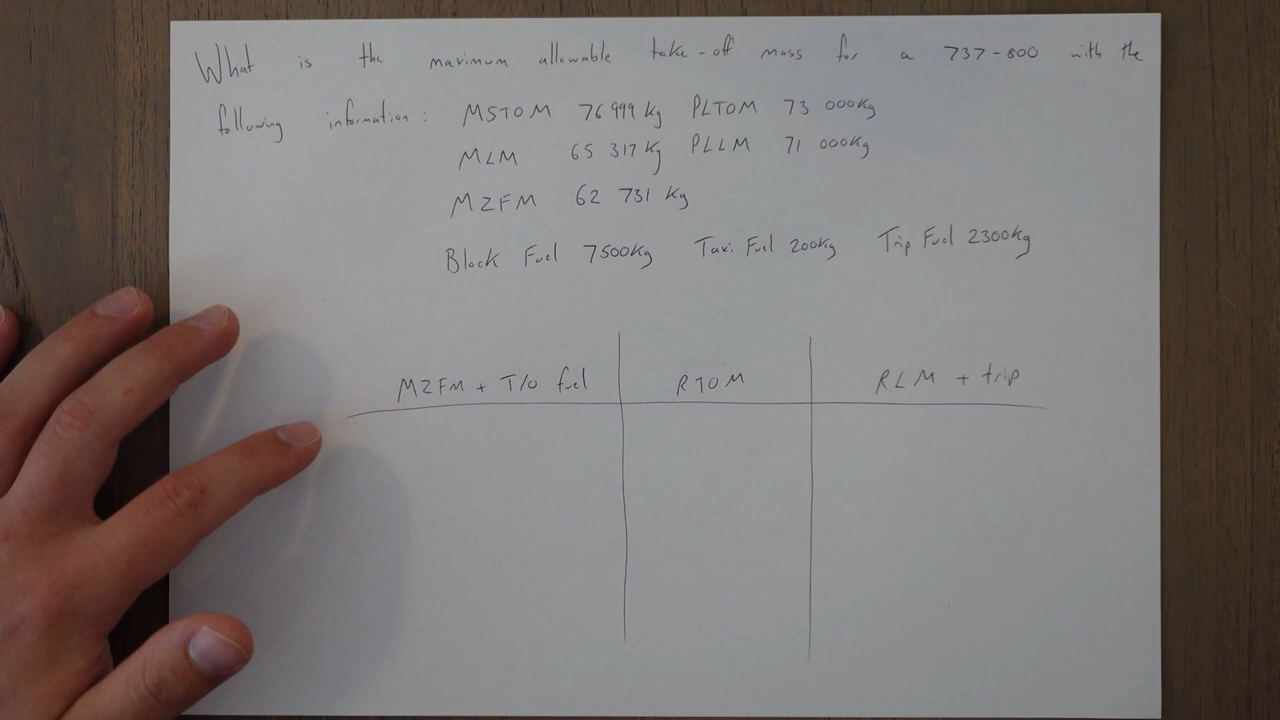 What is the maximum allowable take-off mass for a 737-800 with the
following information: MSTOM 76 999 kg PLTOM 73 000Kg
MLM 65 317 Kg PLLM 71 000Kg
MZFM 62 731 Kg
Block Fuel 7500Kg Taxi Fuel 200Kg Trip Fuel 2300Kg
MZFM + T/O fuel RTOM RLM + trip